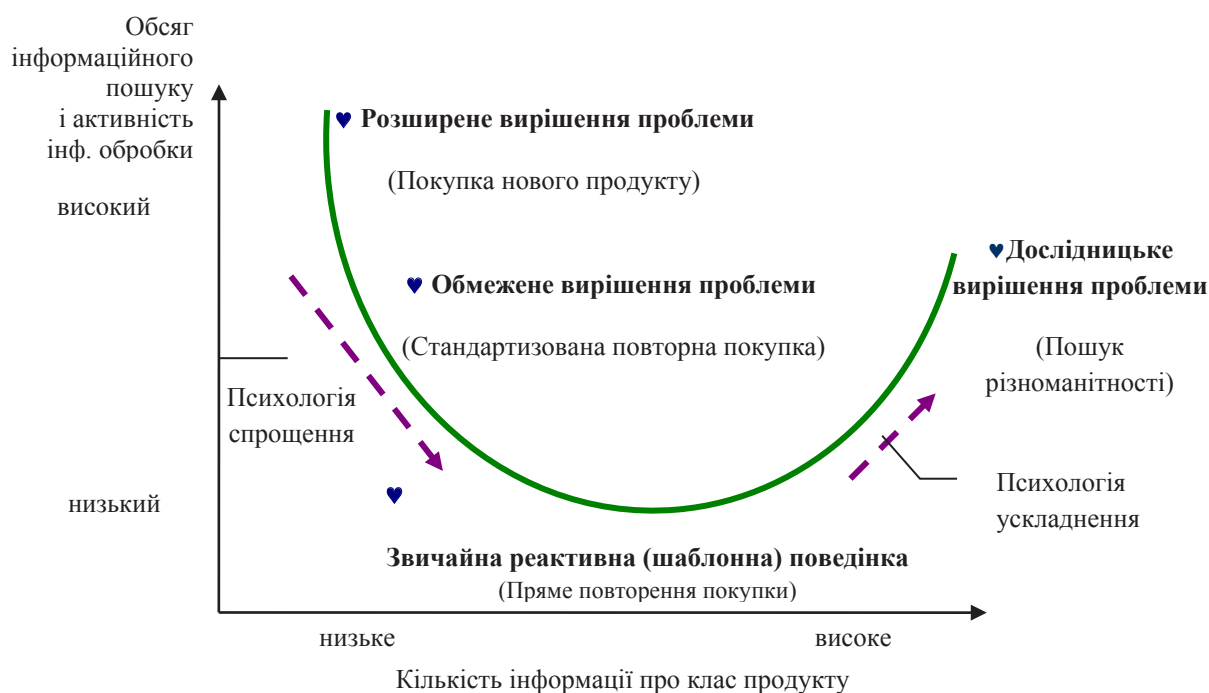 Обсяг
інформаційного
пошуку
і активність
інф. обробки
високий
♥ Розширене вирішення проблеми
(Покупка нового продукту)
♥ Обмежене вирішення проблеми
(Стандартизована повторна покупка)
♥Дослідницьке
вирішення проблеми
(Пошук
різноманітності)
Психологія
спрощення
Психологія
ускладнення
низький
♥
Звичайна реактивна (шаблонна) поведінка
(Пряме повторення покупки)
низьке
високе
Кількість інформації про клас продукту